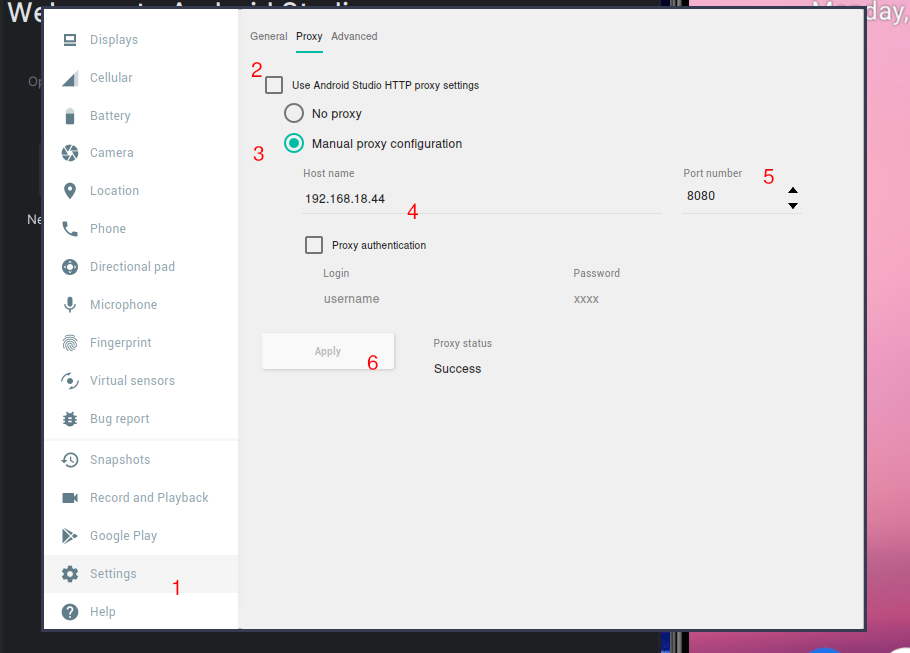 Displays
Cellular
Battery
Camera
Location
Phone
Directional pad
Microphone
Fingerprint
Virtual sensors
Bug report
Snapshots
Record and Playback
Google Play
Settings
1
Help
General Proxy Advanced
2
Use Android Studio HTTP proxy settings
No proxy
3
Manual proxy configuration
Host name
192.168.18.44
4
Port number
5
8080
Proxy authentication
Login
username
Password
xxxx
Apply
6
Proxy status
Success